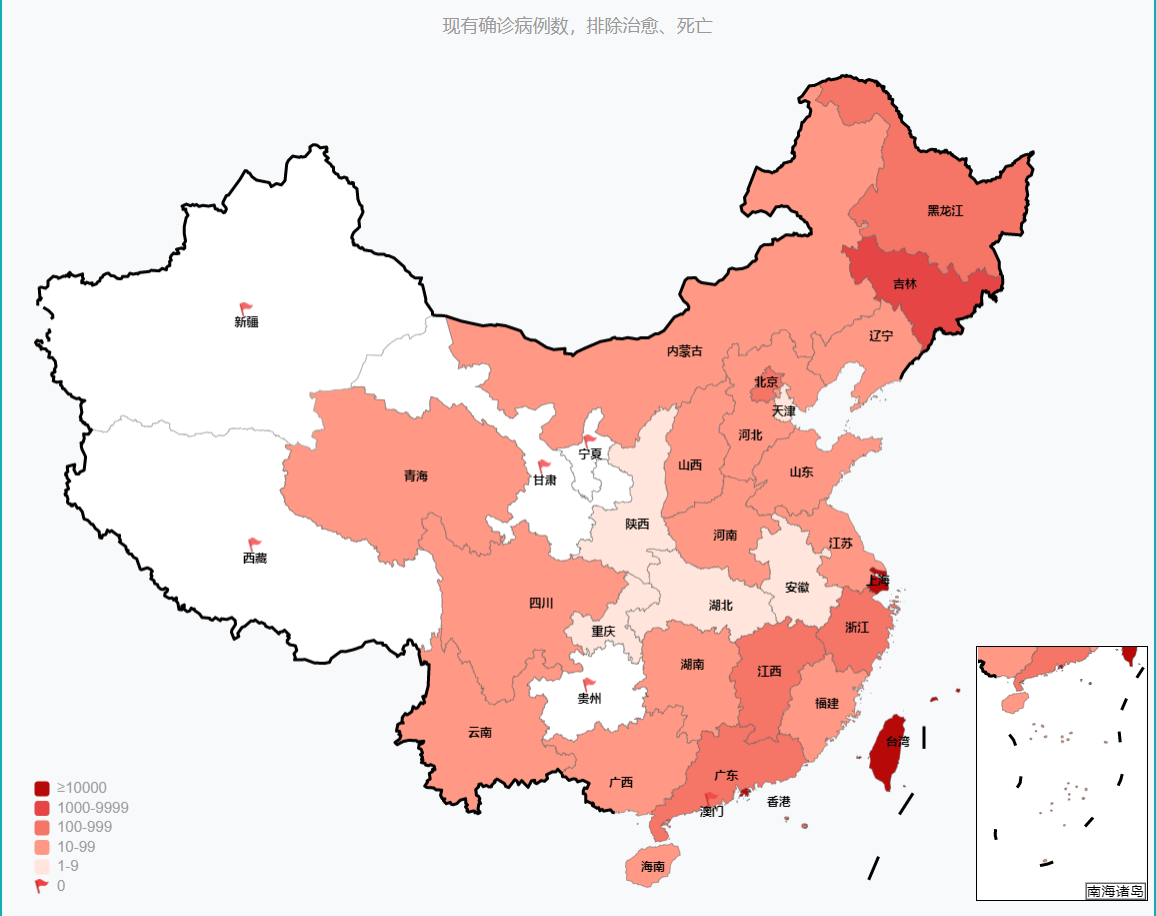 现有确诊病例数，排除治愈、死亡
黑龙江
吉林
新疆
辽宁
内蒙古
北京
天津
河北
宁夏
山西
山东
青海
甘肃
陕西
河南
江苏
西藏
上海
安徽
四川
湖北
重庆
浙江
湖南
江西
贵州
福建
云南
台湾
广东
广西
香港
澳门
海南
≥10000
1000-9999
100-999
10-99
1-9
0
南海诸岛